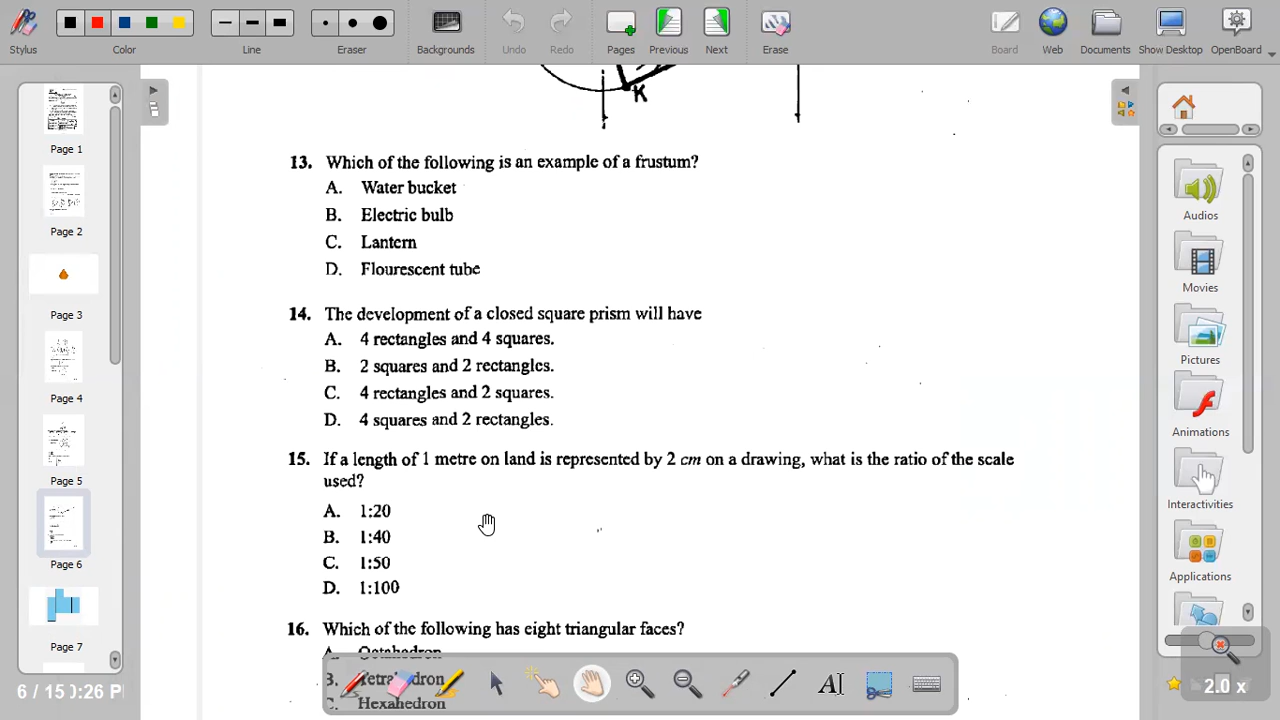 Stylus
Color
Line
Eraser
Backgrounds
Undo
Redo
Pages
Previous
Next
Erase
Board
Web
Documents
Show Desktop
OpenBoard
Page 1
Page 2
Page 3
Page 4
Page 5
Page 6
Page 7
6 / 15 0:26 P
K
13. Which of the following is an example of a frustum?
A. Water bucket
B. Electric bulb
C. Lantern
D. Flourescent tube
14. The development of a closed square prism will have
A. 4 rectangles and 4 squares.
B. 2 squares and 2 rectangles.
C. 4 rectangles and 2 squares.
D. 4 squares and 2 rectangles.
15. If a length of 1 metre on land is represented by 2 cm on a drawing, what is the ratio of the scale
used?
A. 1:20
B. 1:40
C. 1:50
D. 1:100
16. Which of the following has eight triangular faces?
A. Octahedron
B. Tetrahedron
C. Hexahedron
Audios
Movies
Pictures
Animations
Interactivities
Applications
2.0 x